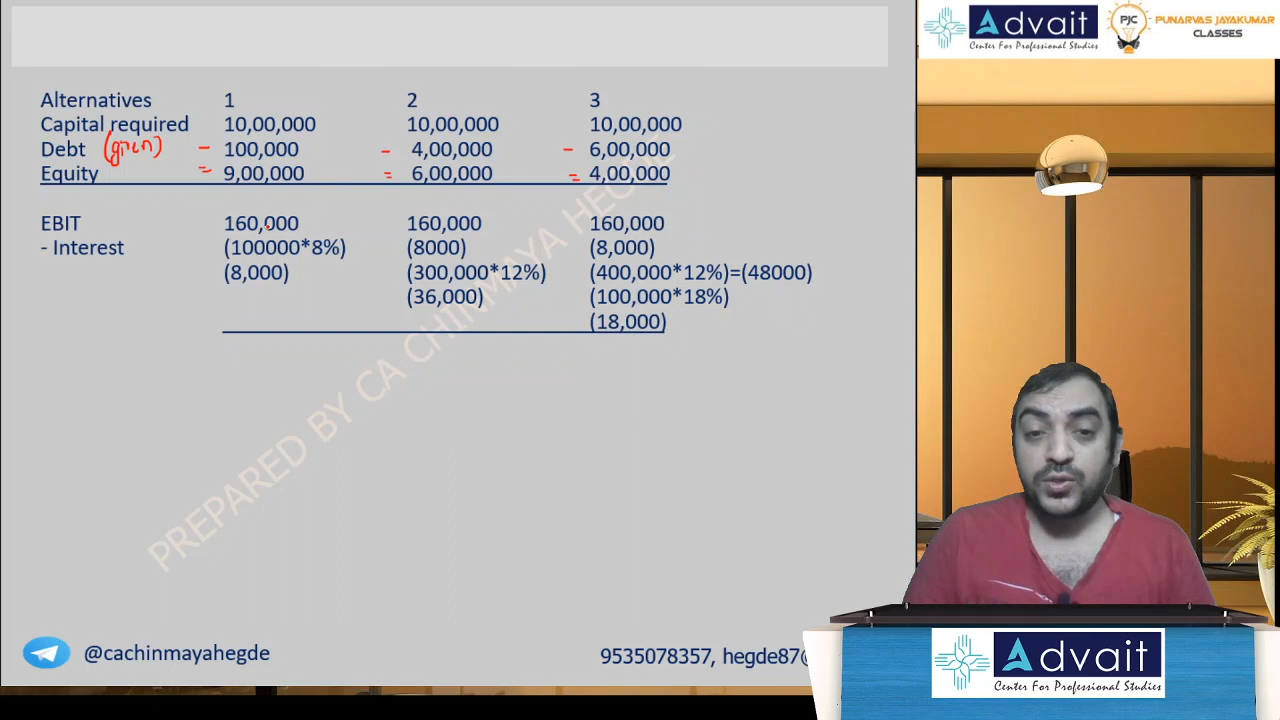 Advait
Center For Professional Studies
PJC
PUNARVAS JAYAKUMAR
CLASSES
Alternatives 1 2 3
Capital required 10,00,000 10,00,000 10,00,000
Debt (given) - 100,000 - 4,00,000 - 6,00,000
Equity = 9,00,000 = 6,00,000 = 4,00,000
EBIT 160,000 160,000 160,000
- Interest (100000*8%) (8000) (8,000)
(8,000) (300,000*12%) (400,000*12%)=(48000)
(36,000) (100,000*18%)
(18,000)
PREPARED BY CA CHINMAYA HEGDE
@cachinmayahegde
9535078357, hegde87@
Advait
Center For Professional Studies